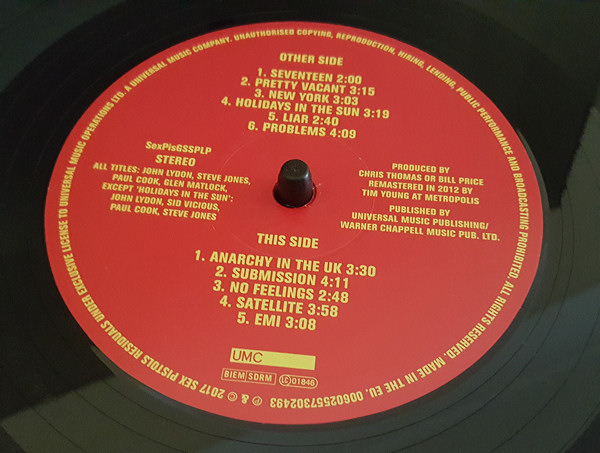 OTHER SIDE
1. SEVENTEEN 2:00
2. PRETTY VACANT 3:15
3. NEW YORK 3:03
4. HOLIDAYS IN THE SUN 3:19
5. LIAR 2:40
6. PROBLEMS 4:09
SexPisGSSPLP
STEREO
ALL TITLES: JOHN LYDON, STEVE JONES,
PAUL COOK, GLEN MATLOCK,
EXCEPT 'HOLIDAYS IN THE SUN':
JOHN LYDON, SID VICIOUS,
PAUL COOK, STEVE JONES
PRODUCED BY
CHRIS THOMAS OR BILL PRICE
REMASTERED IN 2012 BY
TIM YOUNG AT METROPOLIS
PUBLISHED BY
UNIVERSAL MUSIC PUBLISHING/
WARNER CHAPPELL MUSIC PUB. LTD.
THIS SIDE
1. ANARCHY IN THE UK 3:30
2. SUBMISSION 4:11
3. NO FEELINGS 2:48
4. SATELLITE 3:58
5. EMI 3:08
UMC
BIEM SDRM LC 01846
℗ & © 2017 SEX PISTOLS RESIDUALS UNDER EXCLUSIVE LICENSE TO UNIVERSAL MUSIC OPERATIONS LTD. A UNIVERSAL MUSIC COMPANY. UNAUTHORISED COPYING, REPRODUCTION, HIRING, LENDING, PUBLIC PERFORMANCE AND BROADCASTING PROHIBITED ALL RIGHTS RESERVED. MADE IN THE EU. 00602557302493